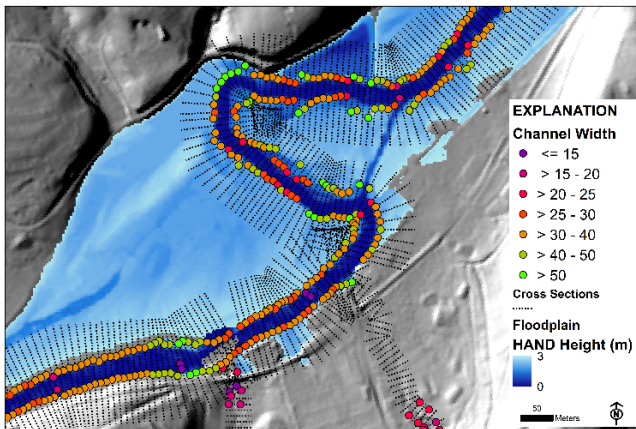 EXPLANATION
Channel Width
<= 15
> 15 - 20
> 20 - 25
> 25 - 30
> 30 - 40
> 40 - 50
> 50
Cross Sections
Floodplain
HAND Height (m)
3
0
50
Meters
N